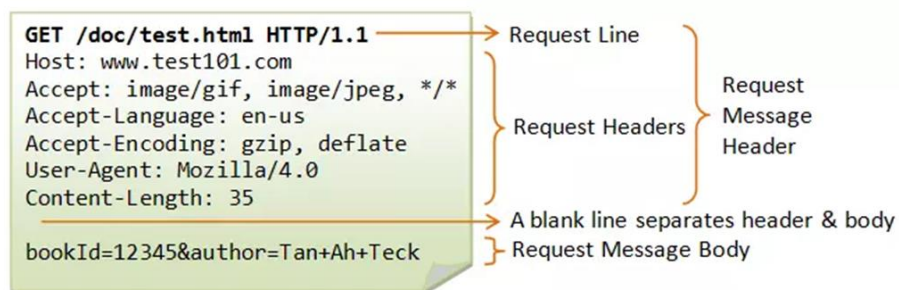 GET /doc/test.html HTTP/1.1
Host: www.test101.com
Accept: image/gif, image/jpeg, */*
Accept-Language: en-us
Accept-Encoding: gzip, deflate
User-Agent: Mozilla/4.0
Content-Length: 35
bookId=12345&author=Tan+Ah+Teck
Request Line
Request Headers
Request
Message
Header
A blank line separates header & body
Request Message Body